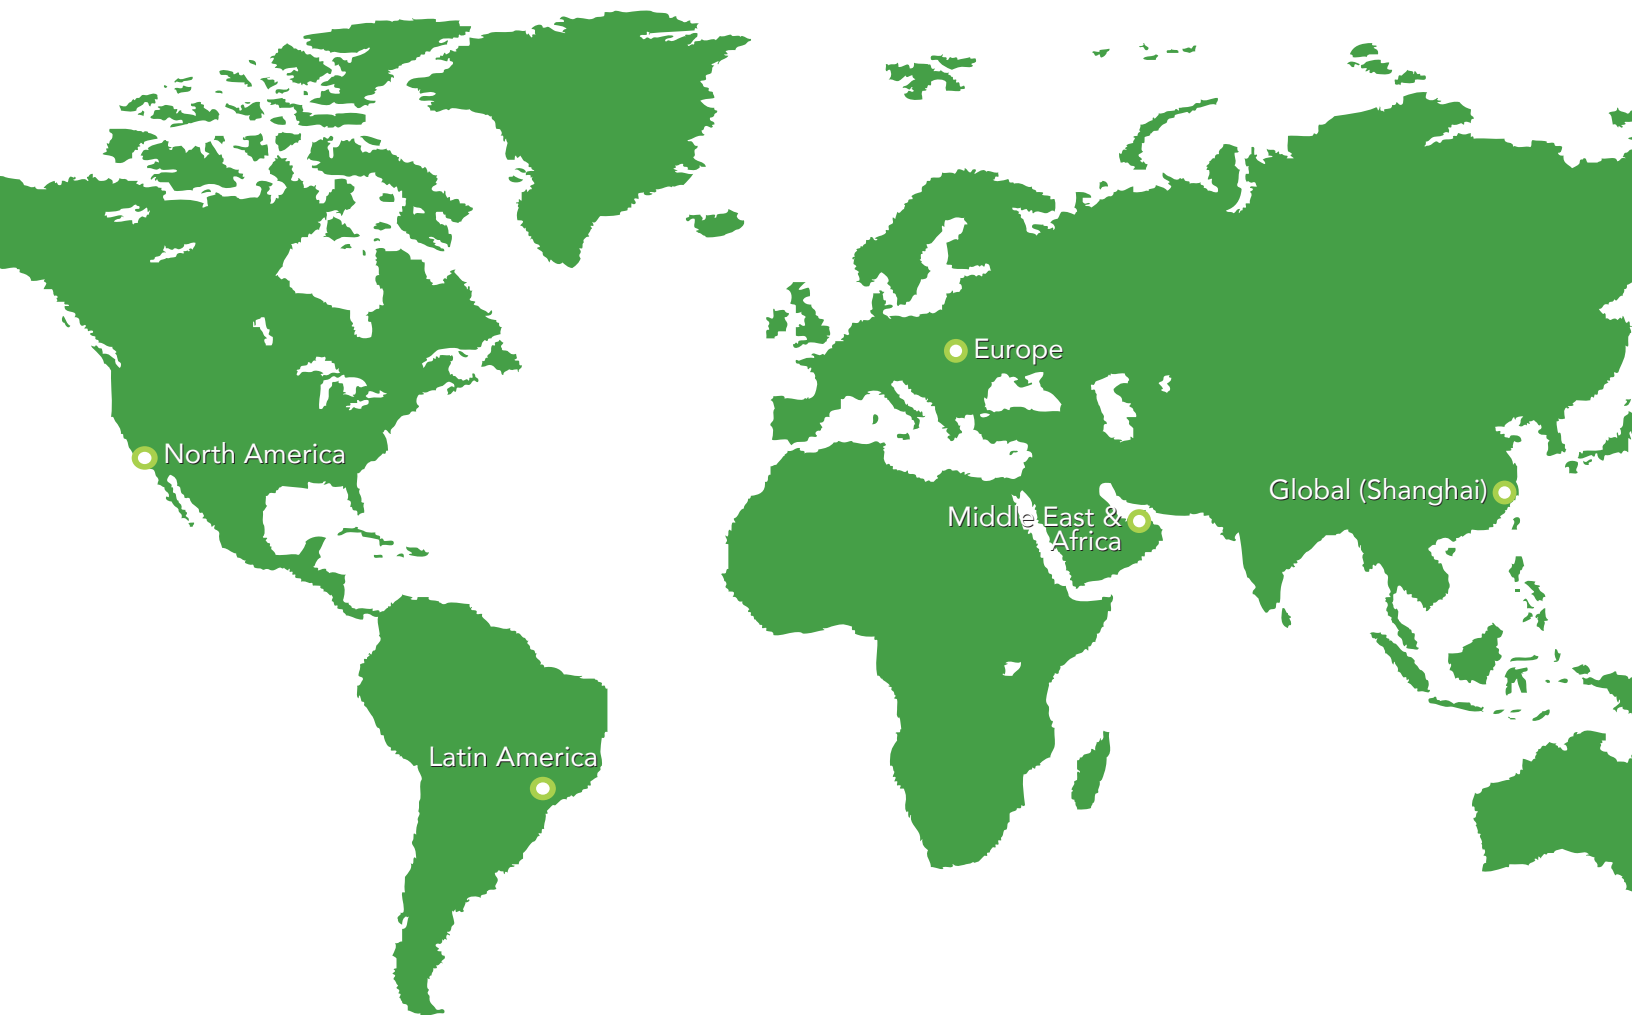 Europe
North America
Global (Shanghai)
Middle East &
Africa
Latin America